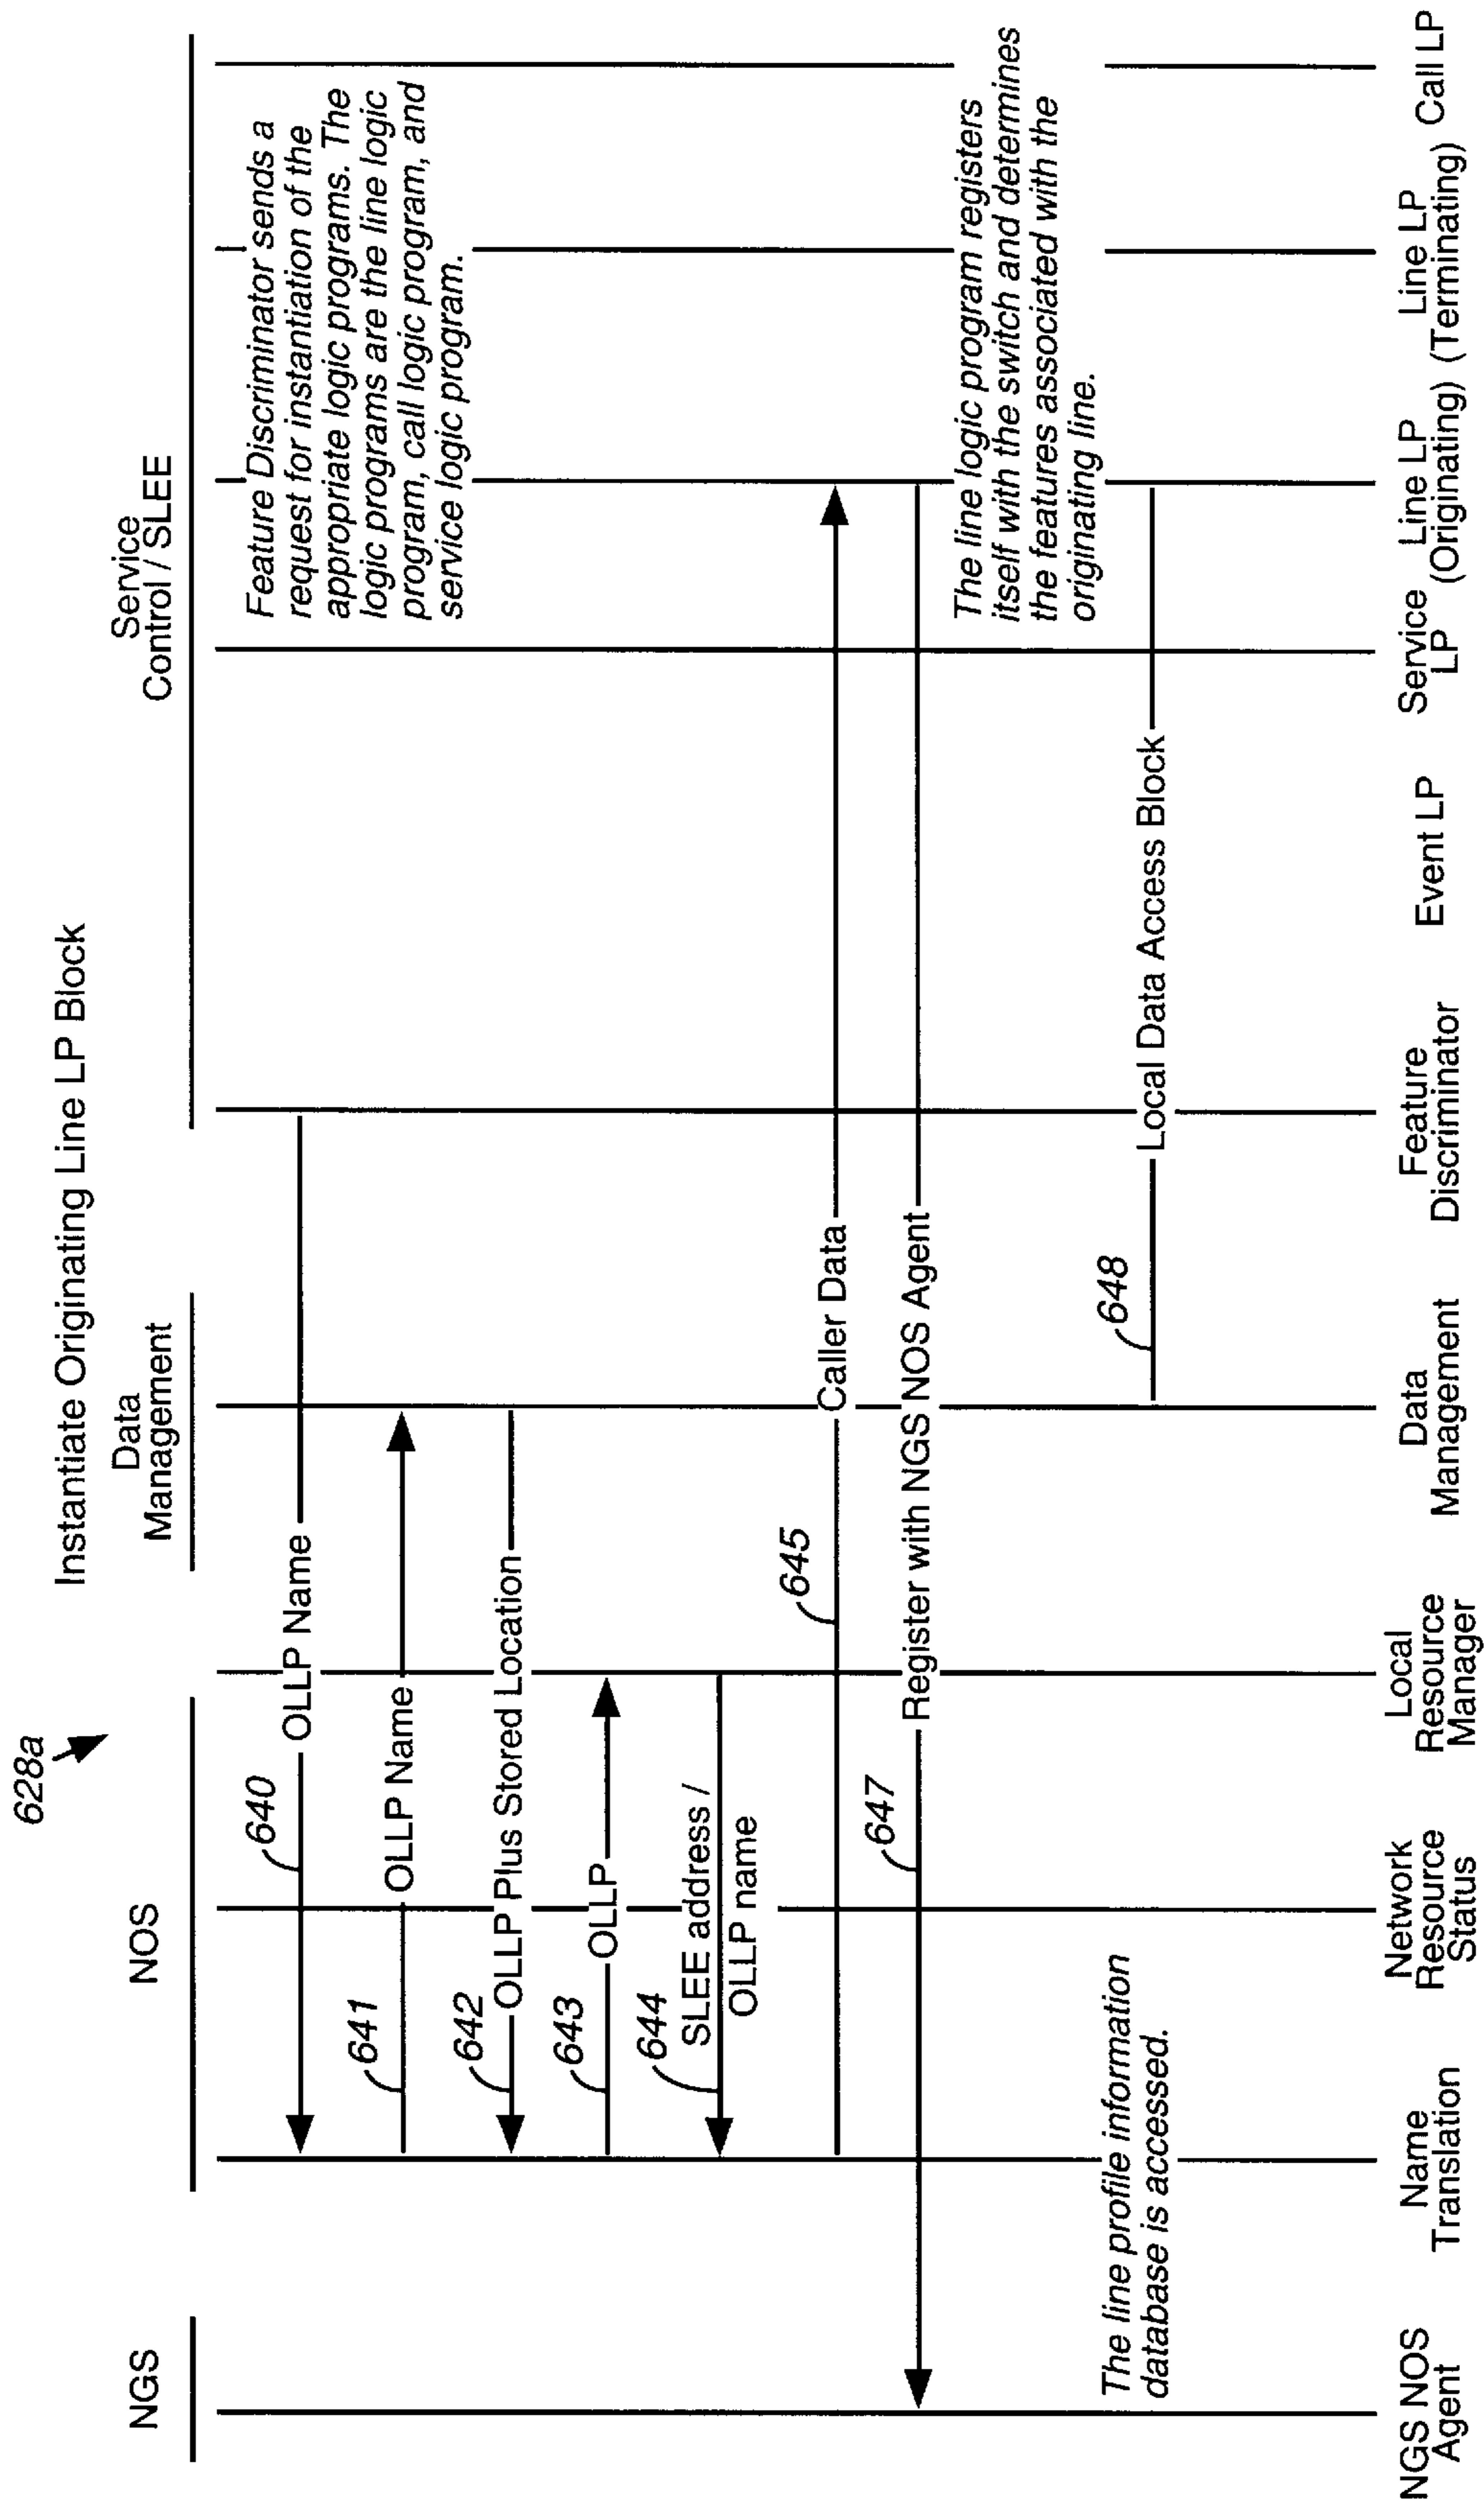 628a
Instantiate Originating Line LP Block
NGS
NOS
Data
Management
Service
Control / SLEE
Feature Discriminator sends a
request for instantiation of the
appropriate logic programs. The
logic programs are the line logic
program, call logic program, and
service logic program.
640
OLLP Name
641
OLLP Name
642
OLLP Plus Stored Location
643
OLLP
644
SLEE address /
OLLP name
645
Caller Data
647
Register with NGS NOS Agent
The line logic program registers
itself with the switch and determines
the features associated with the
originating line.
The line profile information
database is accessed.
648
Local Data Access Block
NGS NOS
Agent
Name
Translation
Network
Resource
Status
Local
Resource
Manager
Data
Management
Feature
Discriminator
Event LP
Service
LP
Line LP
(Originating)
Line LP
(Terminating)
Call LP